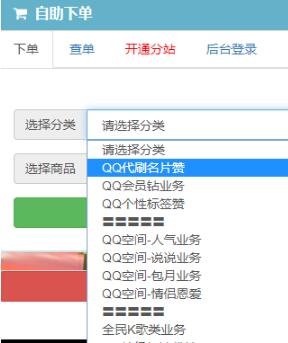 自助下单
下单 查单 开通分站 后台登录
选择分类 请选择分类
请选择分类
选择商品 QQ代刷名片赞
QQ会员钻业务
QQ个性标签赞
〓〓〓〓〓
QQ空间-人气业务
QQ空间-说说业务
QQ空间-包月业务
QQ空间-情侣恩爱
〓〓〓〓〓
全民K歌类业务